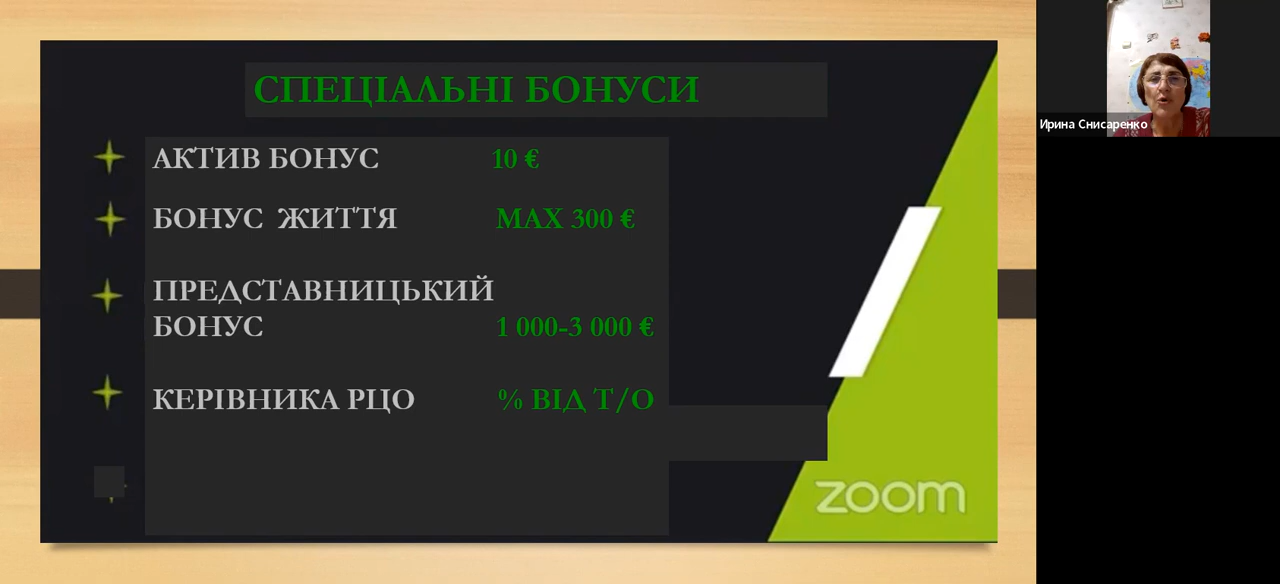 СПЕЦІАЛЬНІ БОНУСИ
АКТИВ БОНУС 10 €
БОНУС ЖИТТЯ MAX 300 €
ПРЕДСТАВНИЦЬКИЙ
БОНУС 1 000-3 000 €
КЕРІВНИКА РЦО % ВІД Т/О
zoom
Ирина Снисаренко